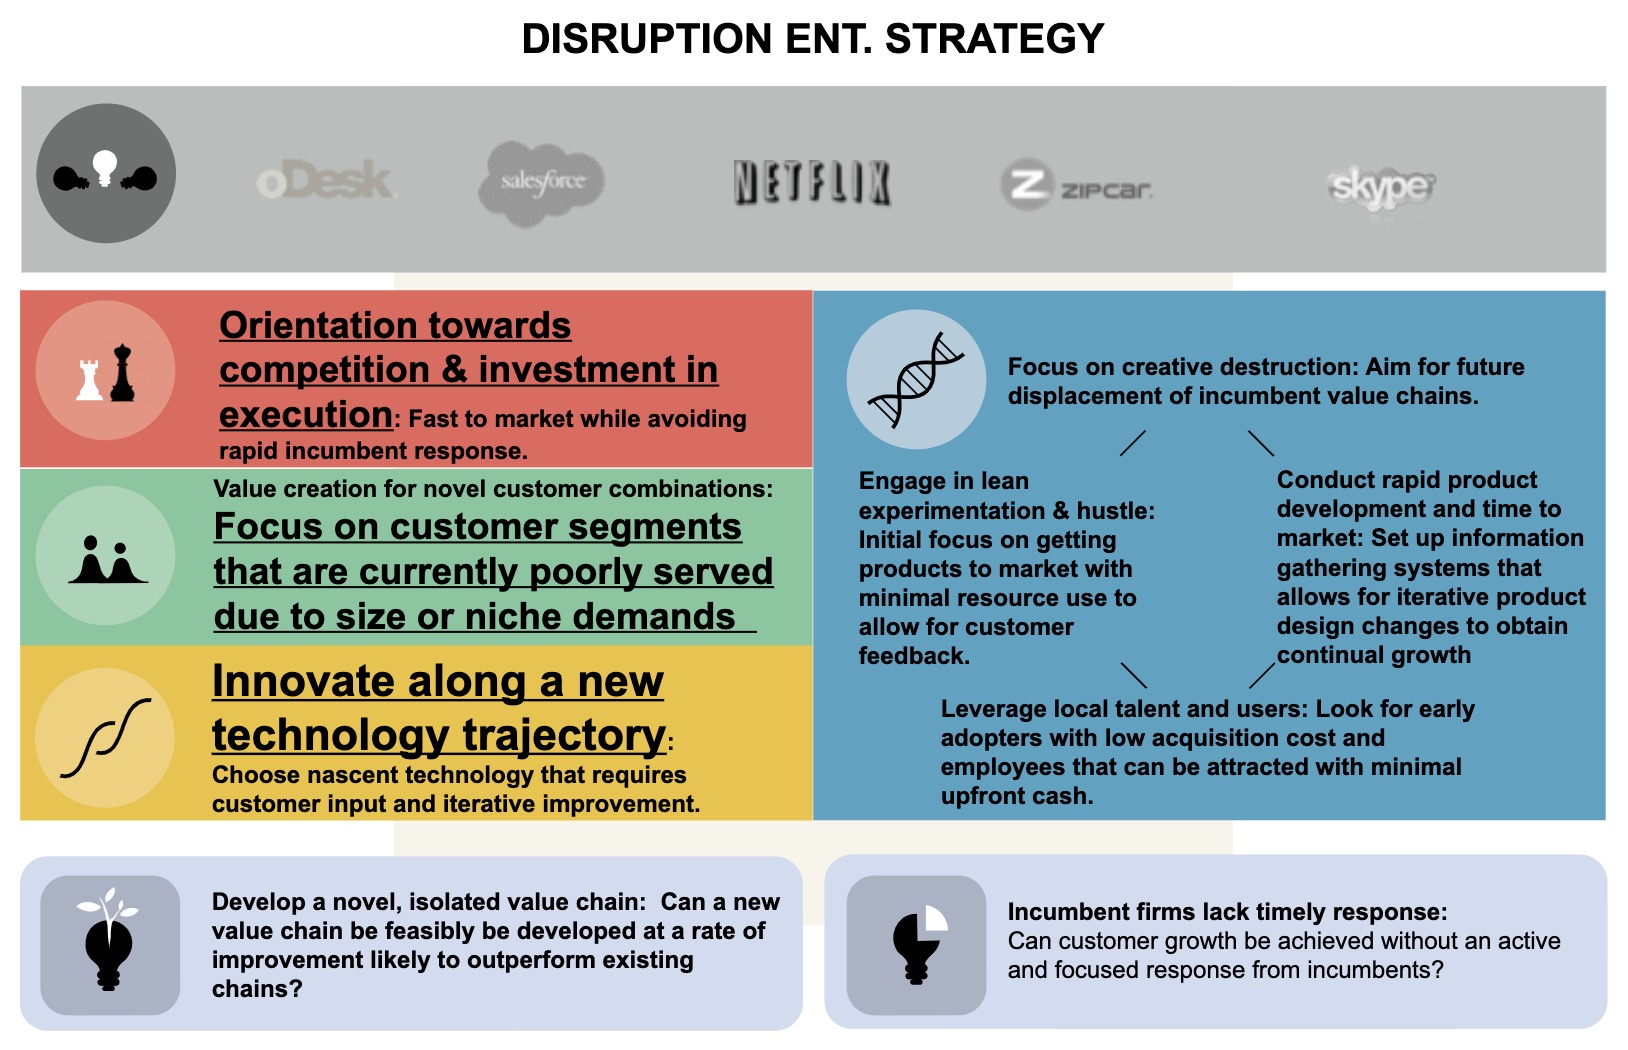 DISRUPTION ENT. STRATEGY
oDesk.
salesforce
NETFLIX
Z ZIPCAR.
skype
Orientation towards
competition & investment in
execution: Fast to market while avoiding
rapid incumbent response.
Value creation for novel customer combinations:
Focus on customer segments
that are currently poorly served
due to size or niche demands
Innovate along a new
technology trajectory:
Choose nascent technology that requires
customer input and iterative improvement.
Focus on creative destruction: Aim for future
displacement of incumbent value chains.
Engage in lean
experimentation & hustle:
Initial focus on getting
products to market with
minimal resource use to
allow for customer
feedback.
Conduct rapid product
development and time to
market: Set up information
gathering systems that
allows for iterative product
design changes to obtain
continual growth
Leverage local talent and users: Look for early
adopters with low acquisition cost and
employees that can be attracted with minimal
upfront cash.
Develop a novel, isolated value chain:  Can a new
value chain be feasibly be developed at a rate of
improvement likely to outperform existing
chains?
Incumbent firms lack timely response:
Can customer growth be achieved without an active
and focused response from incumbents?